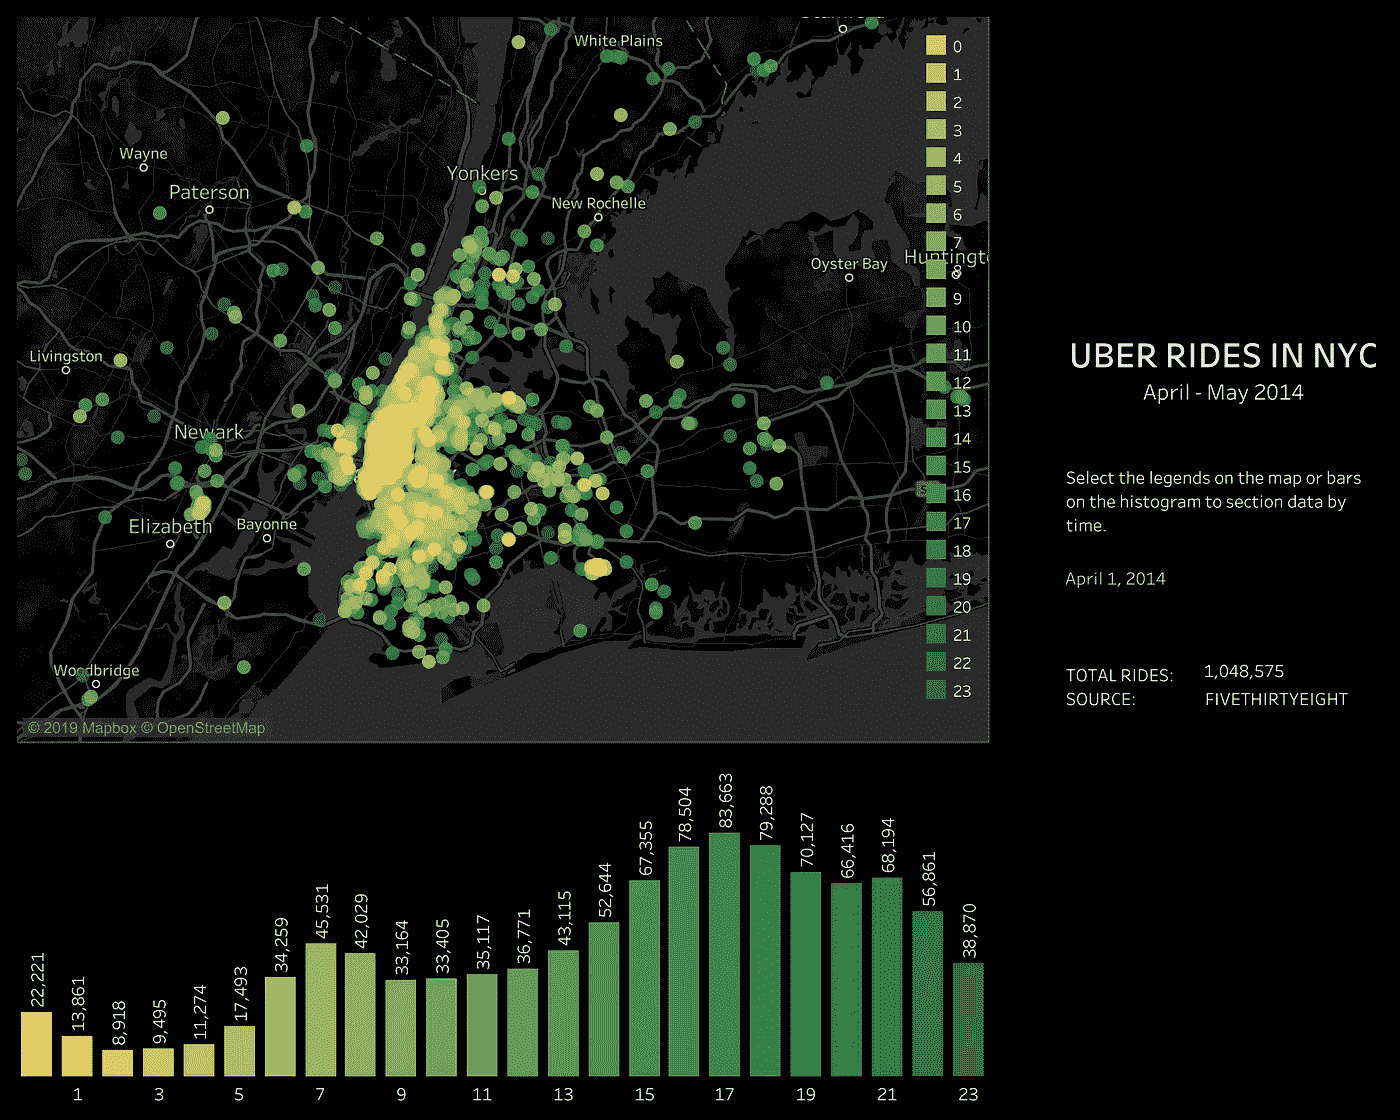 Stamford
White Plains
Wayne
Paterson
Yonkers
New Rochelle
Oyster Bay
Livingston
Newark
Elizabeth
Bayonne
Woodbridge
© 2019 Mapbox © OpenStreetMap
0
1
2
3
4
5
6
7
Huntingto
8
9
10
11
12
13
14
15
16
17
18
19
20
21
22
23
UBER RIDES IN NYC
April - May 2014
Select the legends on the map or bars
on the histogram to section data by
time.
April 1, 2014
TOTAL RIDES: 1,048,575
SOURCE: FIVETHIRTYEIGHT
22,221
13,861
8,918
9,495
11,274
17,493
34,259
45,531
42,029
33,164
33,405
35,117
36,771
43,115
52,644
67,355
78,504
83,663
79,288
70,127
66,416
68,194
56,861
38,870
1 3 5 7 9 11 13 15 17 19 21 23